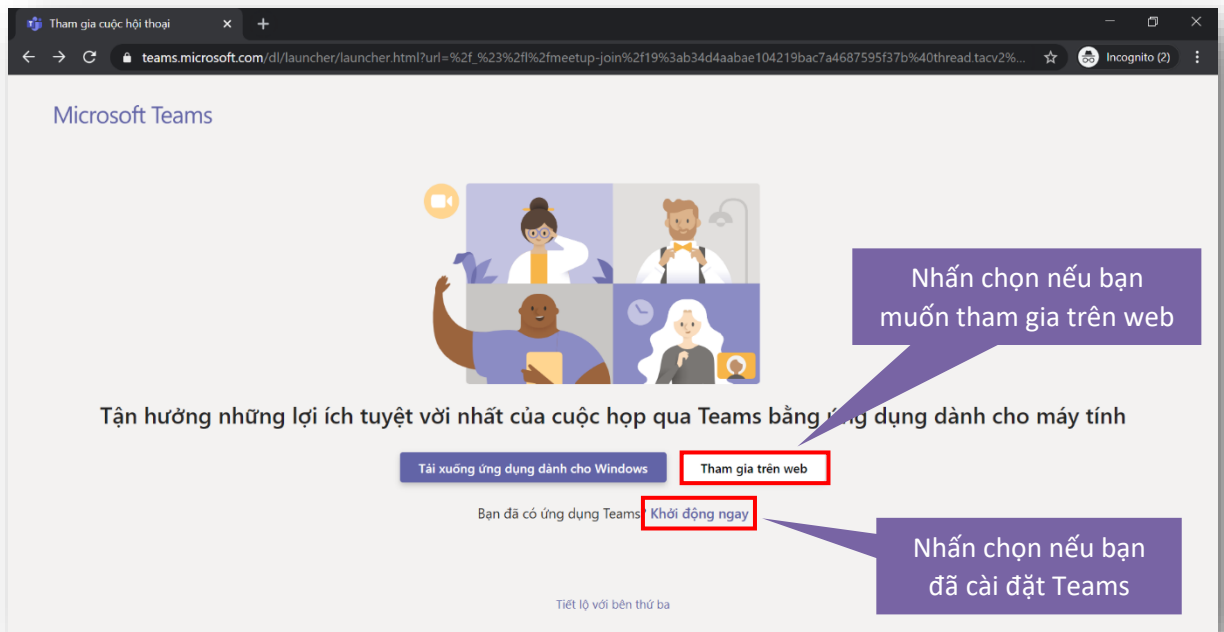 Tham gia cuộc hội thoại
teams.microsoft.com/dl/launcher/launcher.html?url=%2f_%23%2fl%2fmeetup-join%2f19%3ab34d4aabae104219bac7a4687595f37b%40thread.tacv2%...
Incognito (2)
Microsoft Teams
Nhấn chọn nếu bạn
muốn tham gia trên web
Tận hưởng những lợi ích tuyệt vời nhất của cuộc họp qua Teams bằng ứng dụng dành cho máy tính
Tải xuống ứng dụng dành cho Windows
Tham gia trên web
Bạn đã có ứng dụng Teams? Khởi động ngay
Nhấn chọn nếu bạn
đã cài đặt Teams
Tiết lộ với bên thứ ba